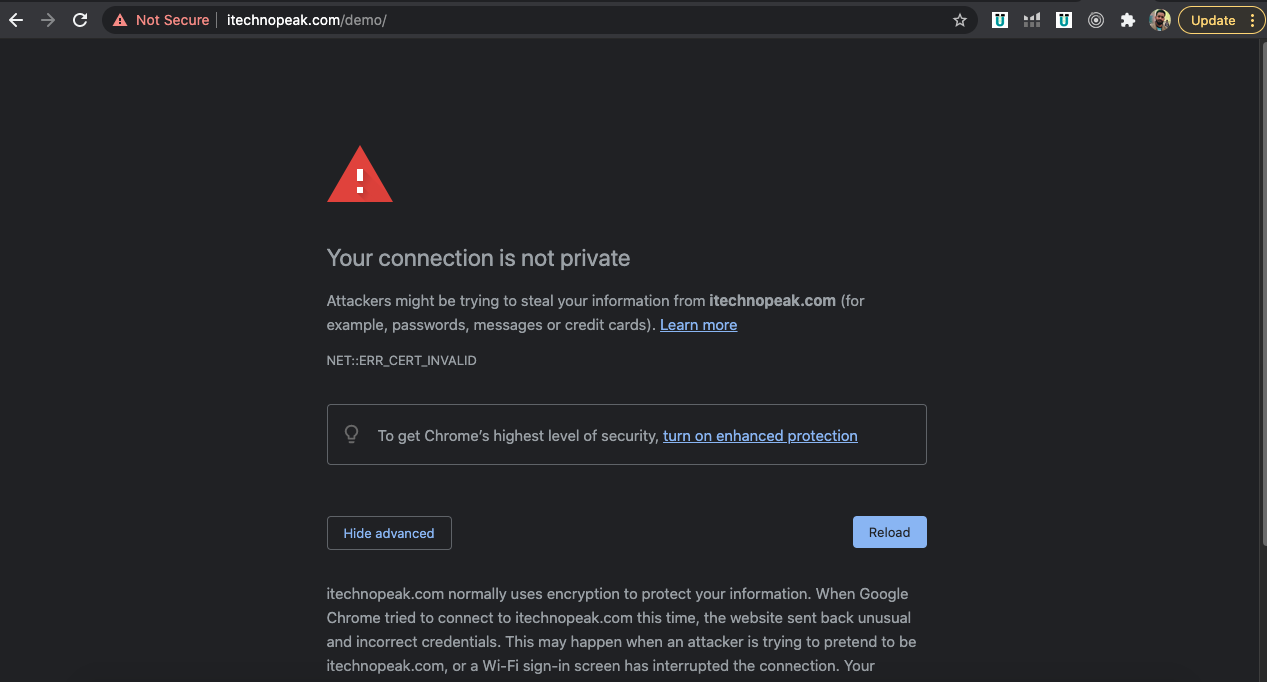 Not Secure itechnopeak.com/demo/ Update
Your connection is not private
Attackers might be trying to steal your information from itechnopeak.com (for
example, passwords, messages or credit cards). Learn more
NET::ERR_CERT_INVALID
To get Chrome's highest level of security, turn on enhanced protection
Hide advanced Reload
itechnopeak.com normally uses encryption to protect your information. When Google
Chrome tried to connect to itechnopeak.com this time, the website sent back unusual
and incorrect credentials. This may happen when an attacker is trying to pretend to be
itechnopeak.com, or a Wi-Fi sign-in screen has interrupted the connection. Your